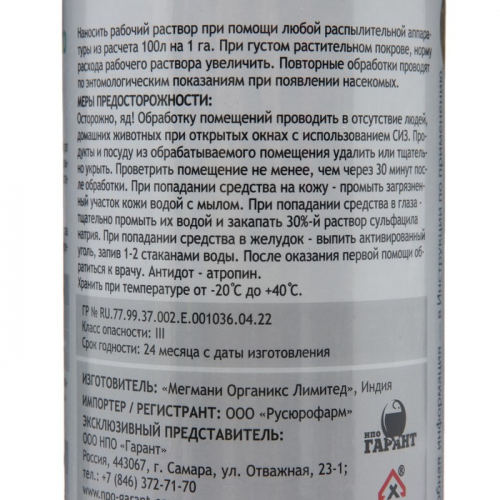 Наносить рабочий раствор при помощи любой распылительной аппара-
туры из расчета 100л на 1 га. При густом растительном покрове, норму
расхода рабочего раствора увеличить. Повторные обработки проводят
по энтомологическим показаниям при появлении насекомых.
МЕРЫ ПРЕДОСТОРОЖНОСТИ:
Осторожно, яд! Обработку помещений проводить в отсутствие людей,
домашних животных при открытых окнах с использованием СИЗ. Про-
дукты и посуду из обрабатываемого помещения удалить или тщатель-
но укрыть. Проветрить помещение не менее, чем через 30 минут пос-
ле обработки. При попадании средства на кожу - промыть загрязнен-
ный участок кожи водой с мылом. При попадании средства в глаза -
тщательно промыть их водой и закапать 30%-й раствор сульфацила
натрия. При попадании средства в желудок - выпить активированный
уголь, запив 1-2 стаканами воды. После оказания первой помощи об-
ратиться к врачу. Антидот - атропин.
Хранить при температуре от -20℃ до +40℃.
ГР № RU.77.99.37.002.E.001036.04.22
Класс опасности: III
Срок годности: 24 месяца с даты изготовления
ИЗГОТОВИТЕЛЬ: «Мегмани Органикс Лимитед», Индия
ИМПОРТЕР / РЕГИСТРАНТ: ООО «Русюрофарм»
ЭКСКЛЮЗИВНЫЙ ПРЕДСТАВИТЕЛЬ:
ООО НПО «Гарант»
Россия, 443067, г. Самара, ул. Отважная, 23-1;
тел.: +7 (846) 372-71-70
НПО
ГАРАНТ
в Инструкции по применению